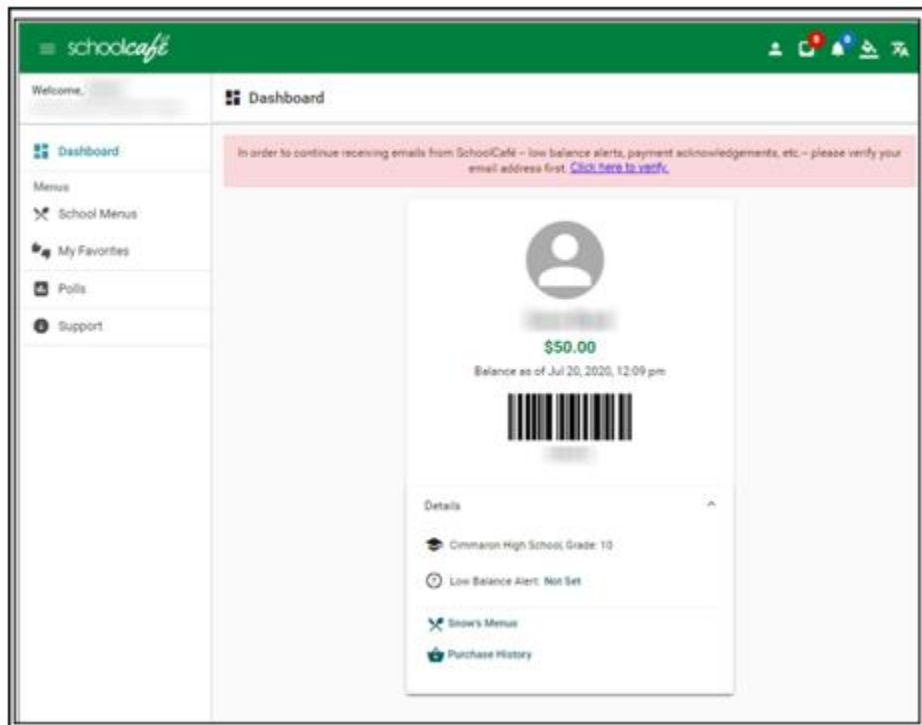 schoolcafé
Welcome,
Dashboard
Dashboard
In order to continue receiving emails from SchoolCafé – low balance alerts, payment acknowledgements, etc.– please verify your
email address first. Click here to verify.
Menus
School Menus
My Favorites
Polls
Support
$50.00
Balance as of Jul 20, 2020, 12:09 pm
Details
Cimmaron High School, Grade: 10
Low Balance Alert: Not Set
Snow's Menus
Purchase History